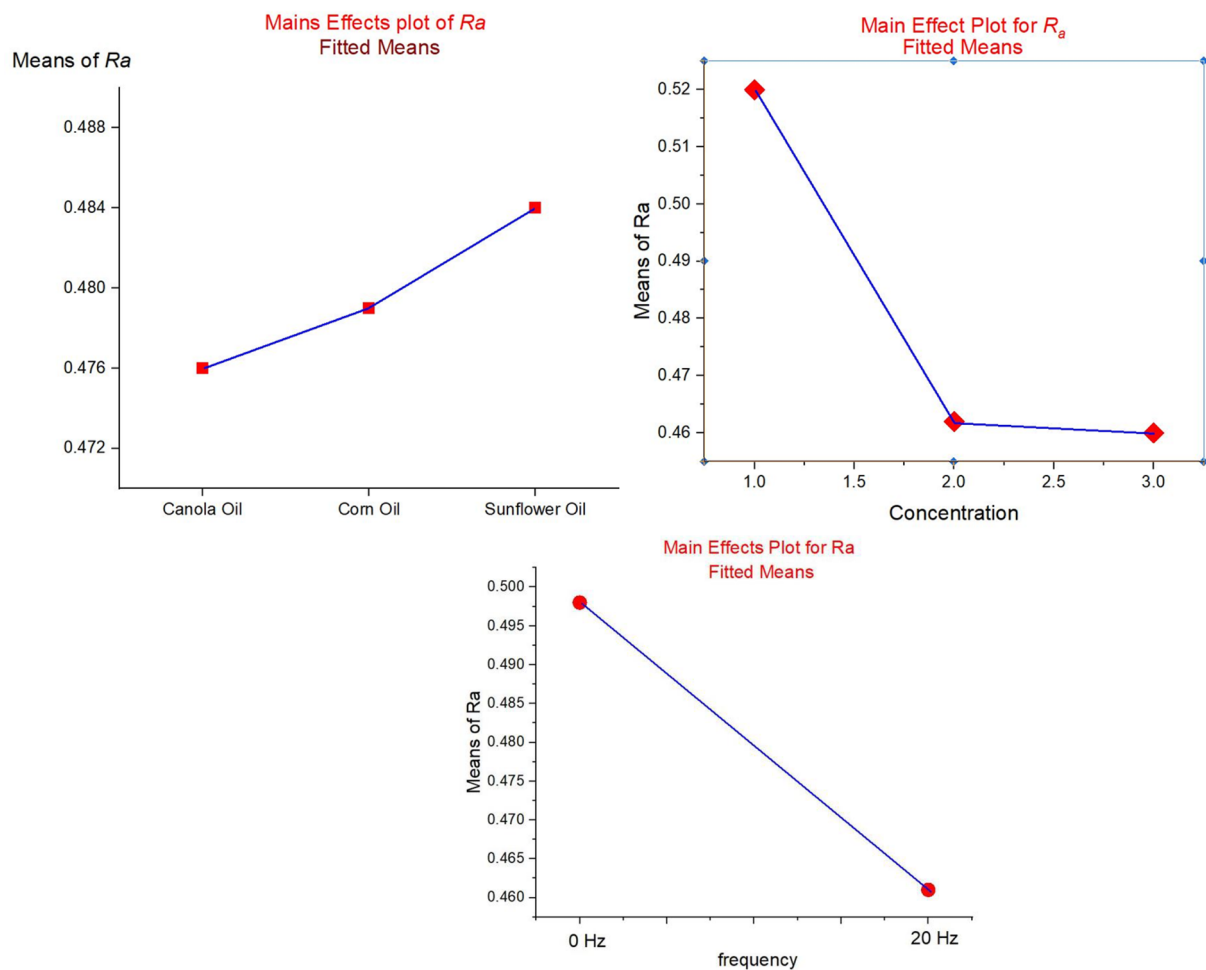 Mains Effects plot of Ra
Fitted Means
Means of Ra
0.488
0.484
0.480
0.476
0.472
Canola Oil Corn Oil Sunflower Oil
Main Effect Plot for Ra
Fitted Means
Means of Ra
0.52
0.51
0.50
0.49
0.48
0.47
0.46
1.0 1.5 2.0 2.5 3.0
Concentration
Main Effects Plot for Ra
Fitted Means
Means of Ra
0.500
0.495
0.490
0.485
0.480
0.475
0.470
0.465
0.460
0 Hz 20 Hz
frequency